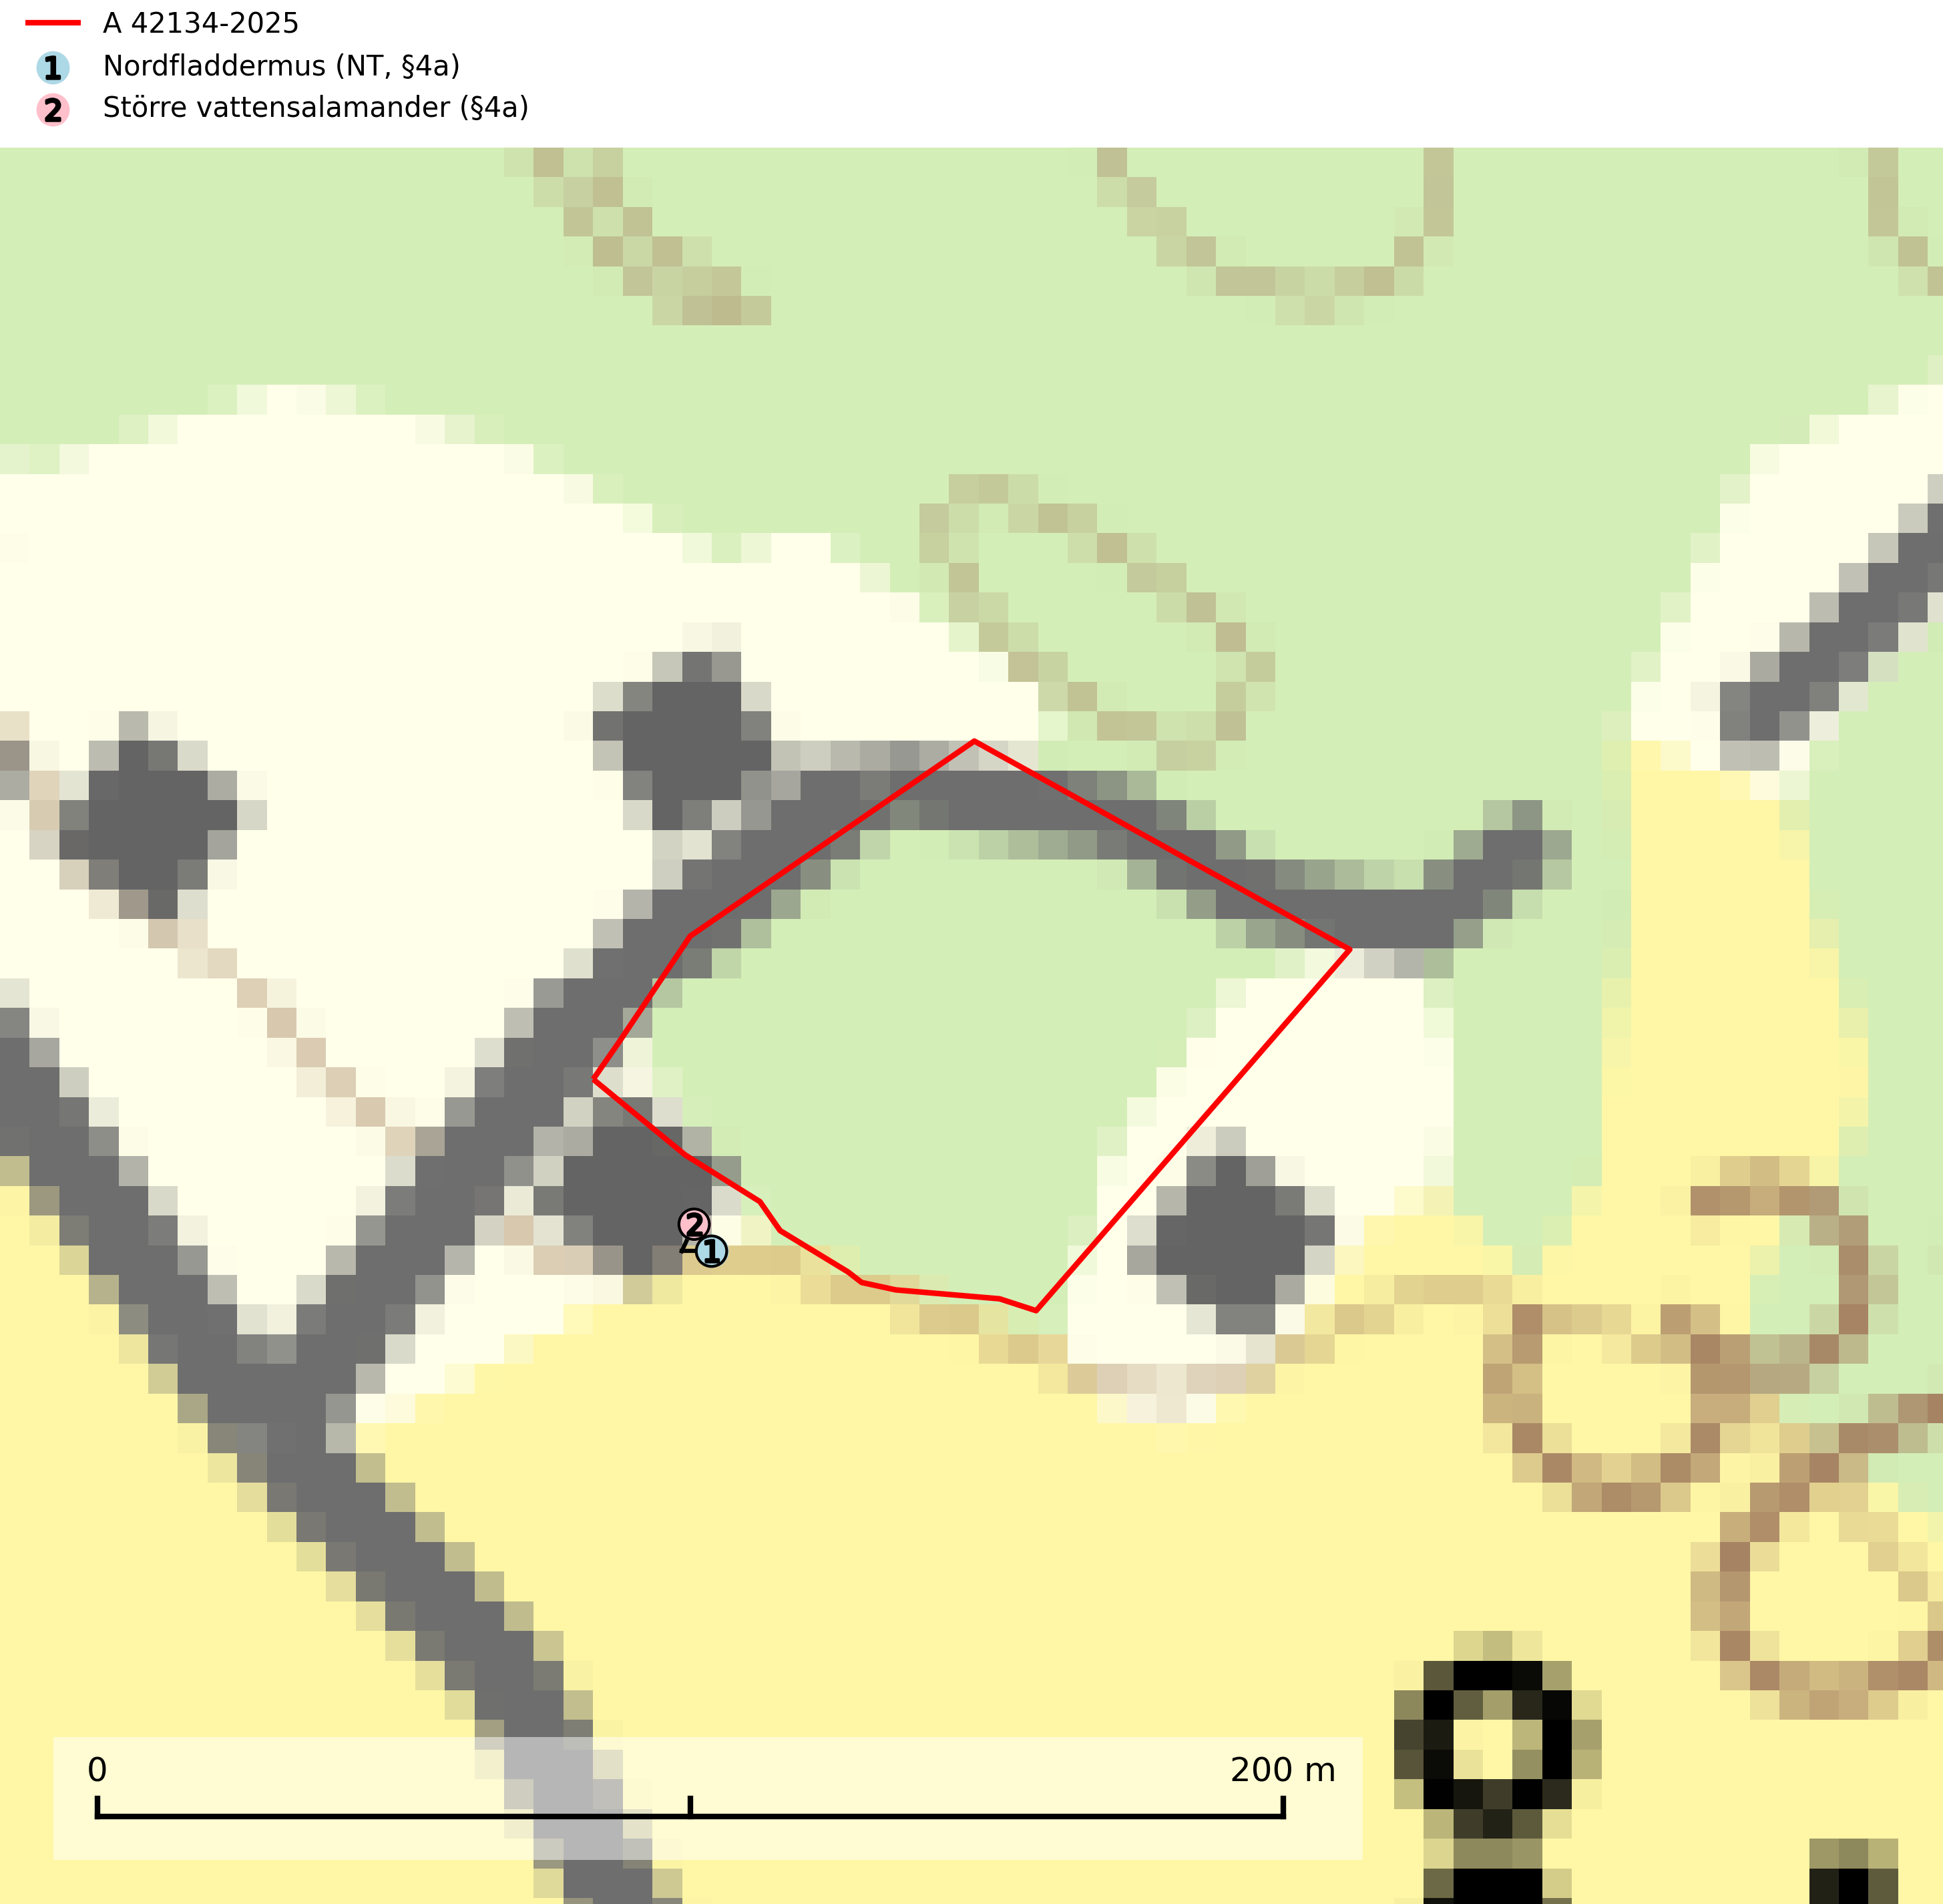 A 42134-2025
1 Nordfladdermus (NT, §4a)
2 Större vattensalamander (§4a)
2
1
0 200 m